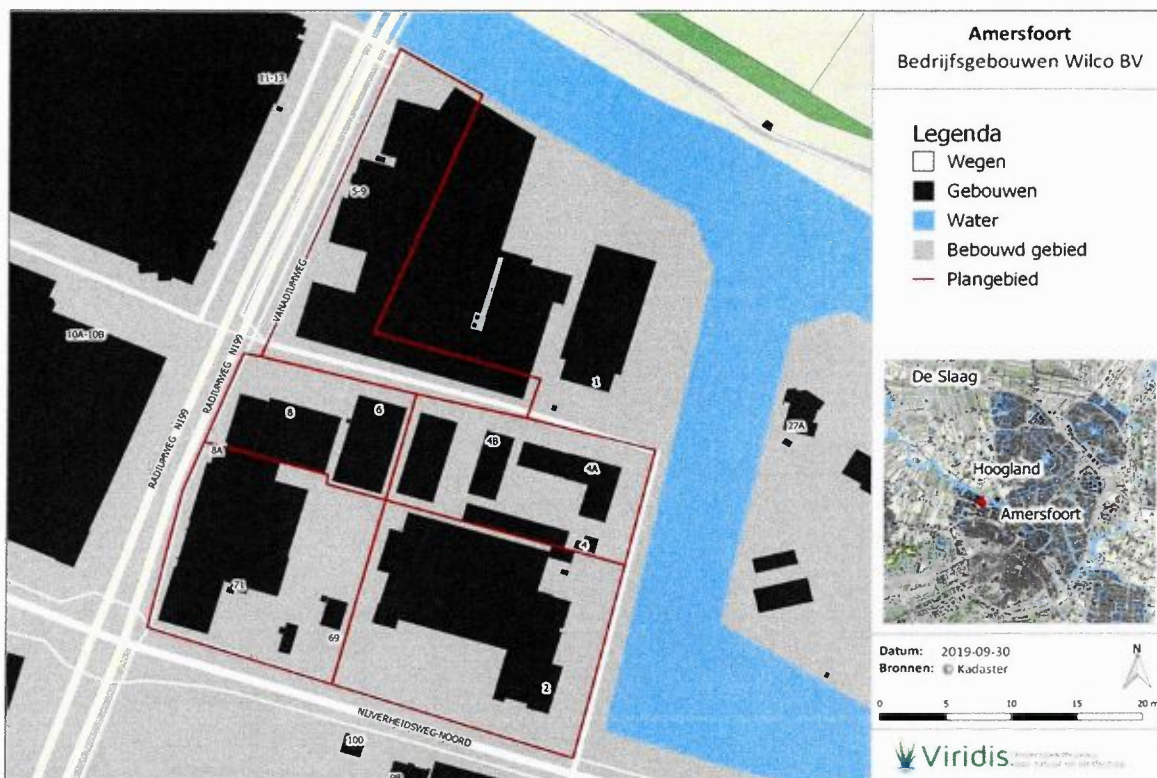 Amersfoort
Bedrijfsgebouwen Wilco BV
Legenda
Wegen
Gebouwen
Water
Bebouwd gebied
Plangebied
11-13
5-9
VANADIUMWEG
RADIUMWEG N199
RADIUMWEG N199
10A-10B
1
8
6
4B
4A
8A
4
27A
71
69
2
NIJVERHEIDSWEG-NOORD
100
De Slaag
Hoogland
Amersfoort
Datum: 2019-09-30
Bronnen: © Kadaster
N
0 5 10 15 20 m
Viridis